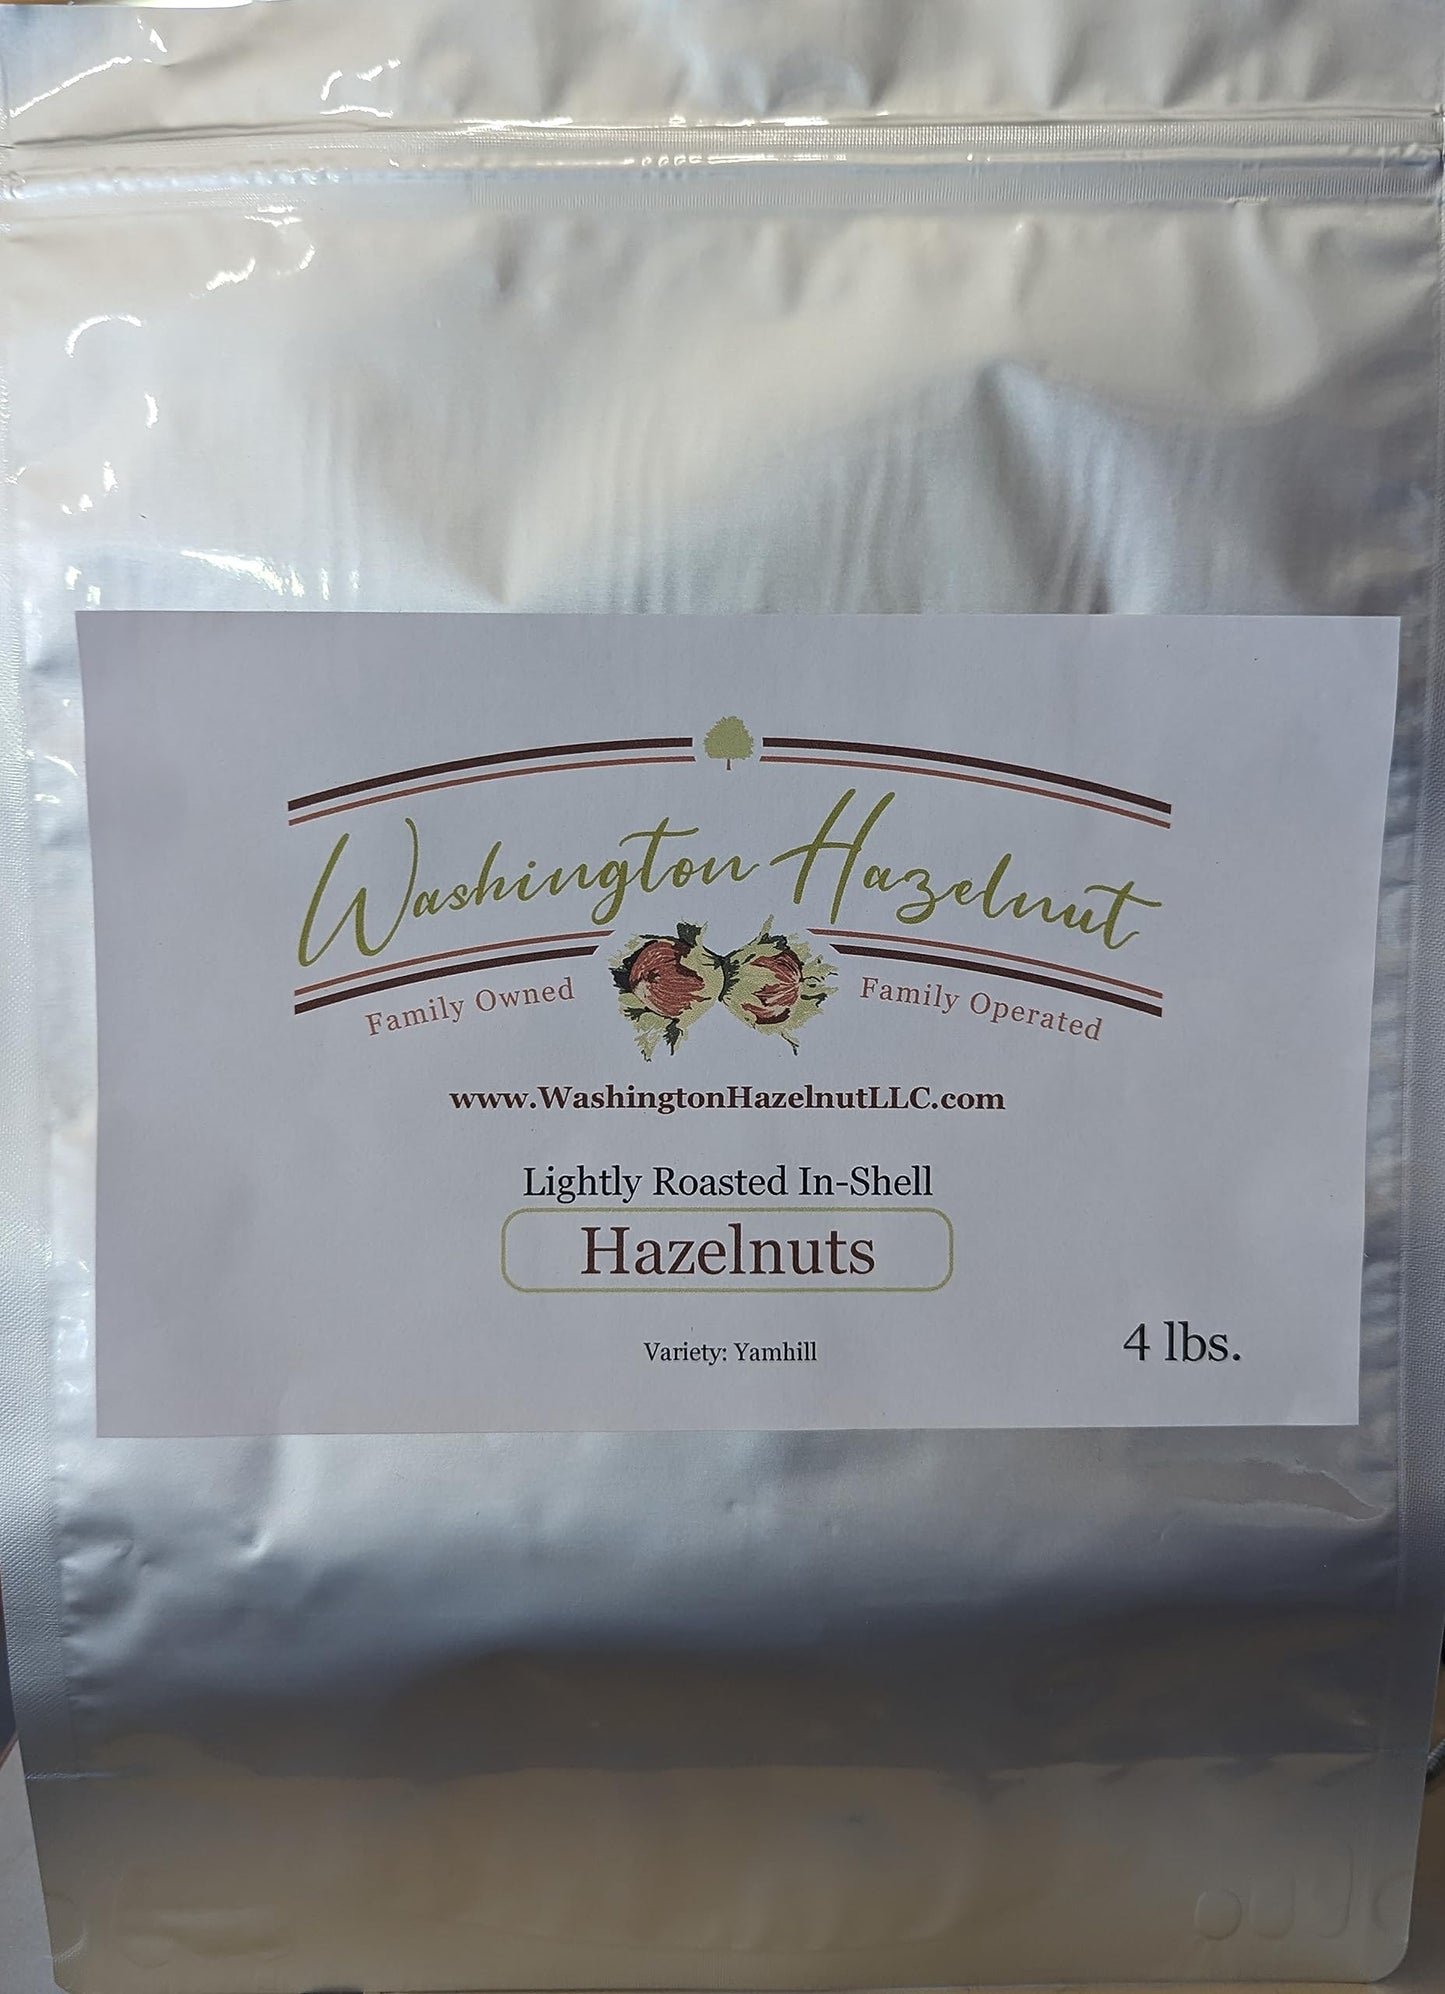 Washington Hazelnut
Family Owned Family Operated
www.WashingtonHazelnutLLC.com
Lightly Roasted In-Shell
Hazelnuts
Variety: Yamhill
4 lbs.